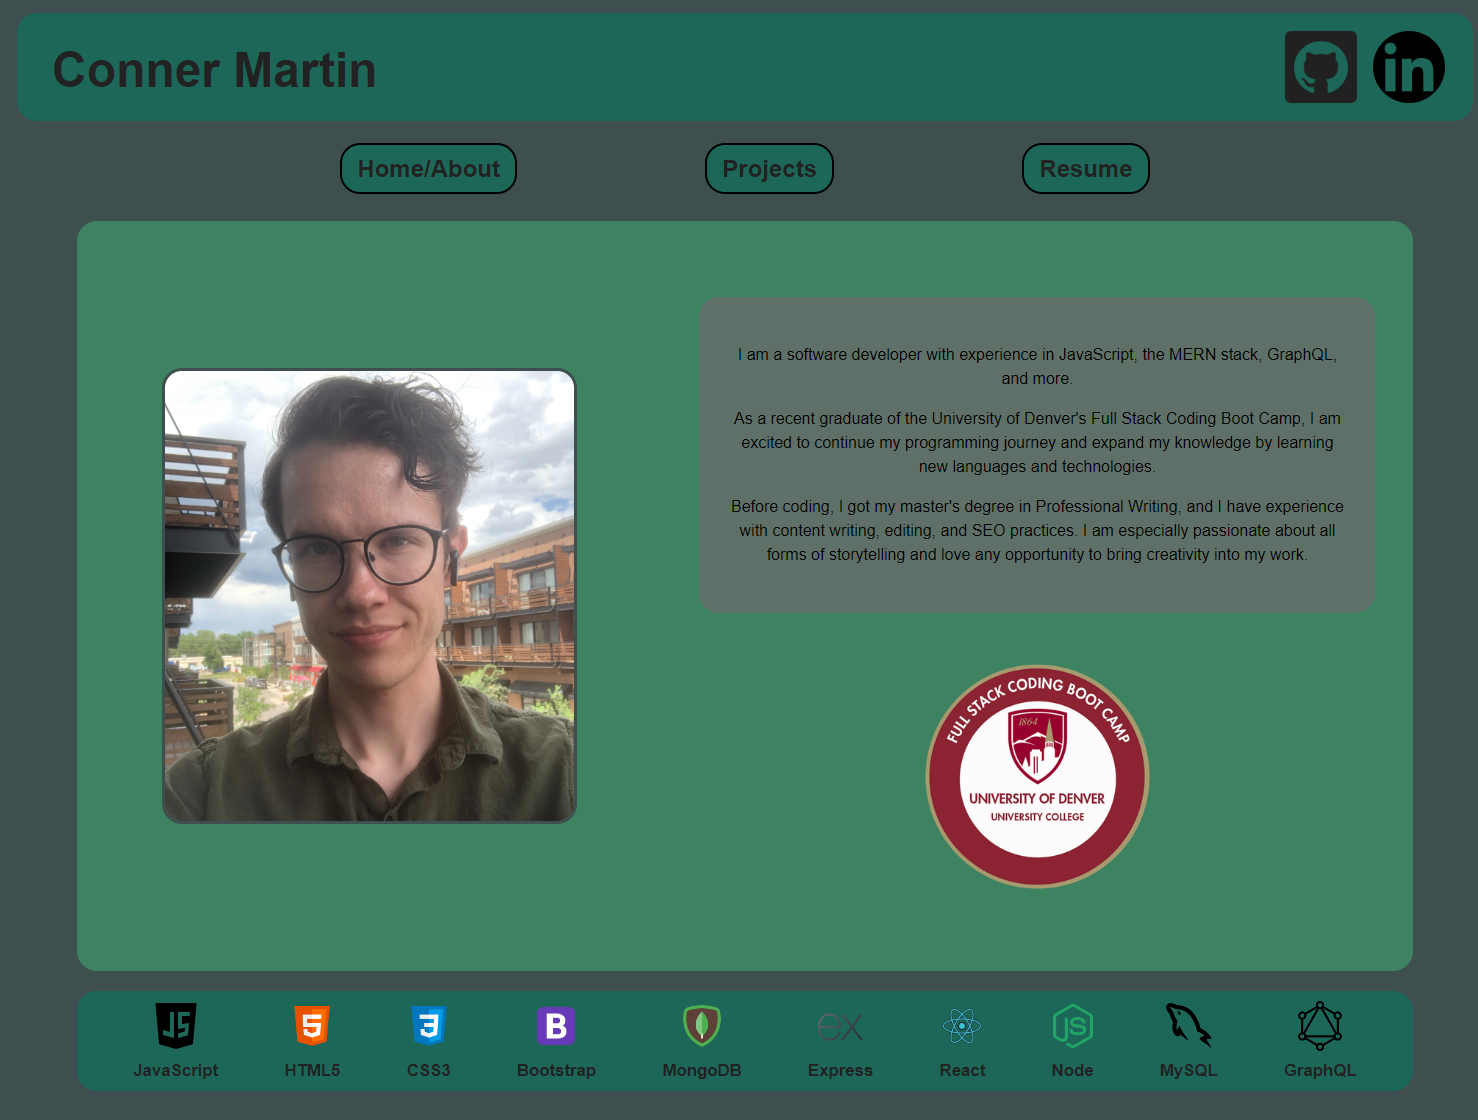 Conner Martin
in
Home/About
Projects
Resume
I am a software developer with experience in JavaScript, the MERN stack, GraphQL,
and more.
As a recent graduate of the University of Denver's Full Stack Coding Boot Camp, I am
excited to continue my programming journey and expand my knowledge by learning
new languages and technologies.
Before coding, I got my master's degree in Professional Writing, and I have experience
with content writing, editing, and SEO practices. I am especially passionate about all
forms of storytelling and love any opportunity to bring creativity into my work.
FULL STACK CODING BOOT CAMP
1864
UNIVERSITY OF DENVER
UNIVERSITY COLLEGE
JS
5
3
B
ex
JS
JavaScript
HTML5
CSS3
Bootstrap
MongoDB
Express
React
Node
MySQL
GraphQL